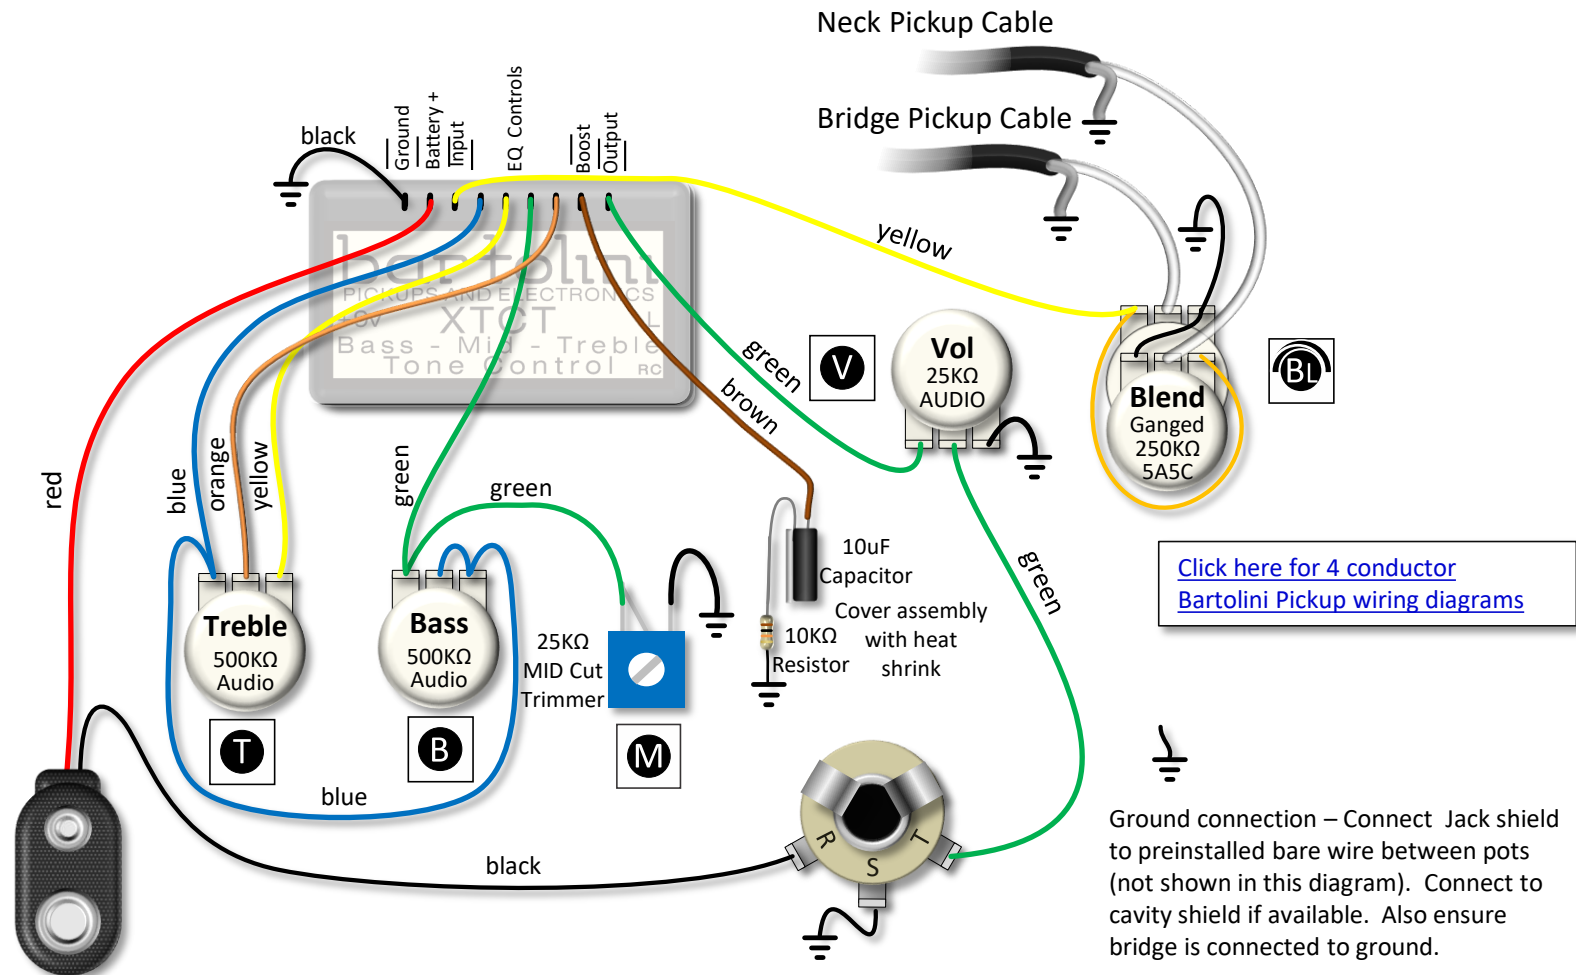 Neck Pickup Cable
Bridge Pickup Cable
black
Ground
Battery +
Input
EQ Controls
Boost
Output
bartolini
PICKUPS AND ELECTRONICS
+9v XTCT L
Bass - Mid - Treble
Tone Control RC
yellow
green
brown
V
Vol
25KΩ
AUDIO
BL
Blend
Ganged
250KΩ
5A5C
red
blue
orange
yellow
green
green
green
Treble
500KΩ
Audio
Bass
500KΩ
Audio
25KΩ
MID Cut
Trimmer
10uF
Capacitor
10KΩ
Resistor
Cover assembly
with heat
shrink
Click here for 4 conductor
Bartolini Pickup wiring diagrams
T
B
M
blue
black
R
S
T
Ground connection – Connect Jack shield
to preinstalled bare wire between pots
(not shown in this diagram). Connect to
cavity shield if available. Also ensure
bridge is connected to ground.